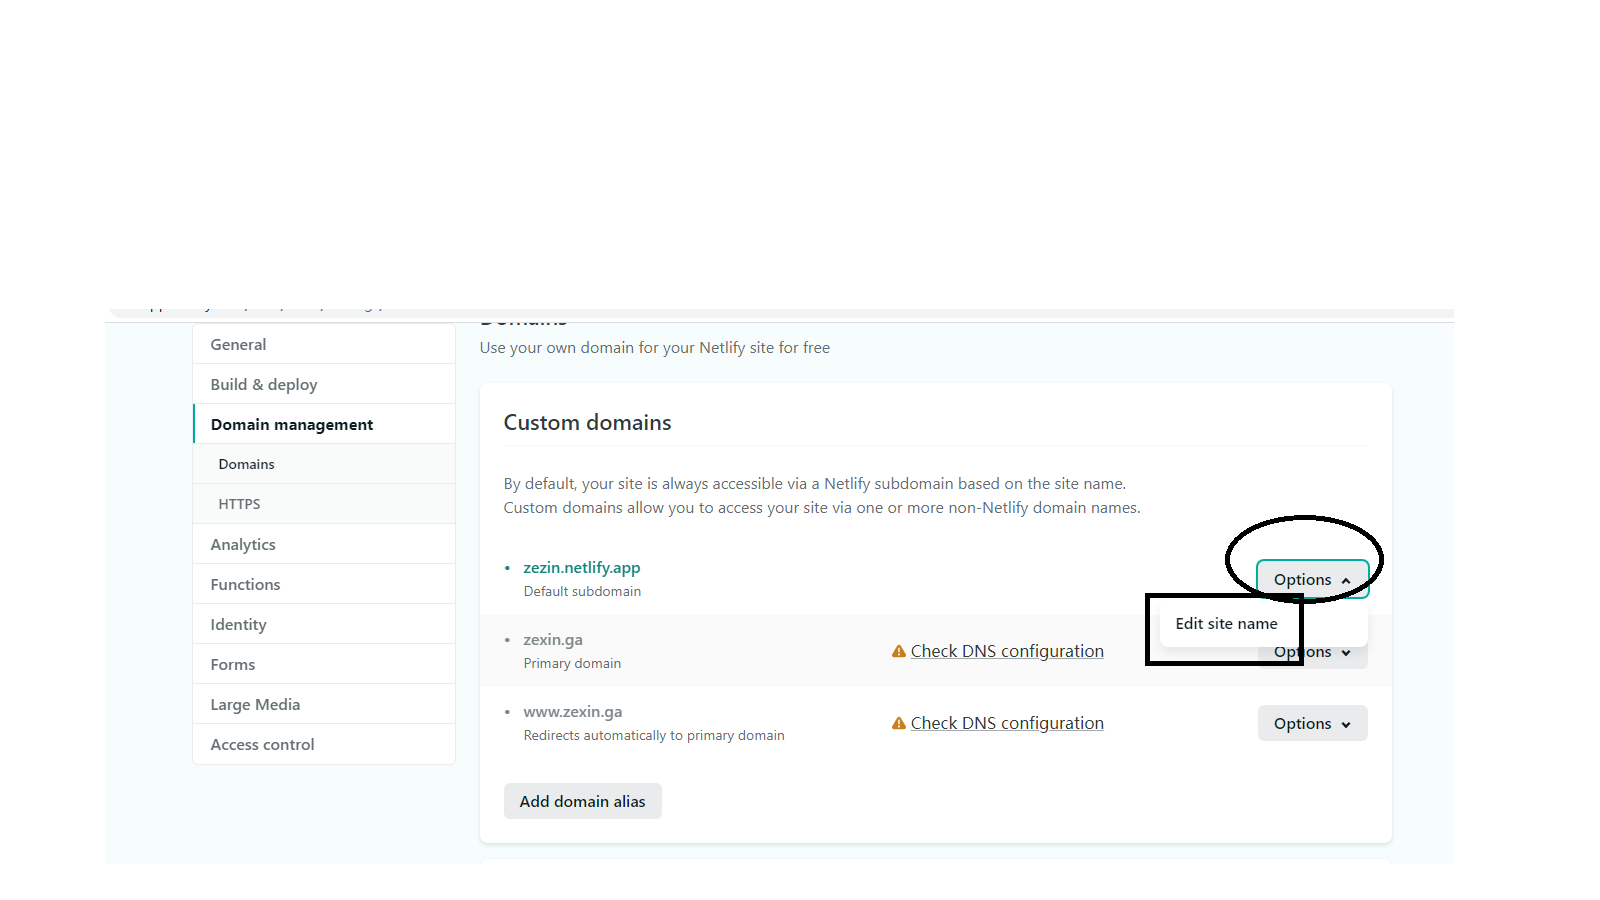 Domains
General
Use your own domain for your Netlify site for free
Build & deploy
Domain management
Domains
HTTPS
Analytics
Functions
Identity
Forms
Large Media
Access control
Custom domains
By default, your site is always accessible via a Netlify subdomain based on the site name.
Custom domains allow you to access your site via one or more non-Netlify domain names.
• zezin.netlify.app
Default subdomain
Options
Edit site name
• zexin.ga
Primary domain
Check DNS configuration
Options
• www.zexin.ga
Redirects automatically to primary domain
Check DNS configuration
Options
Add domain alias